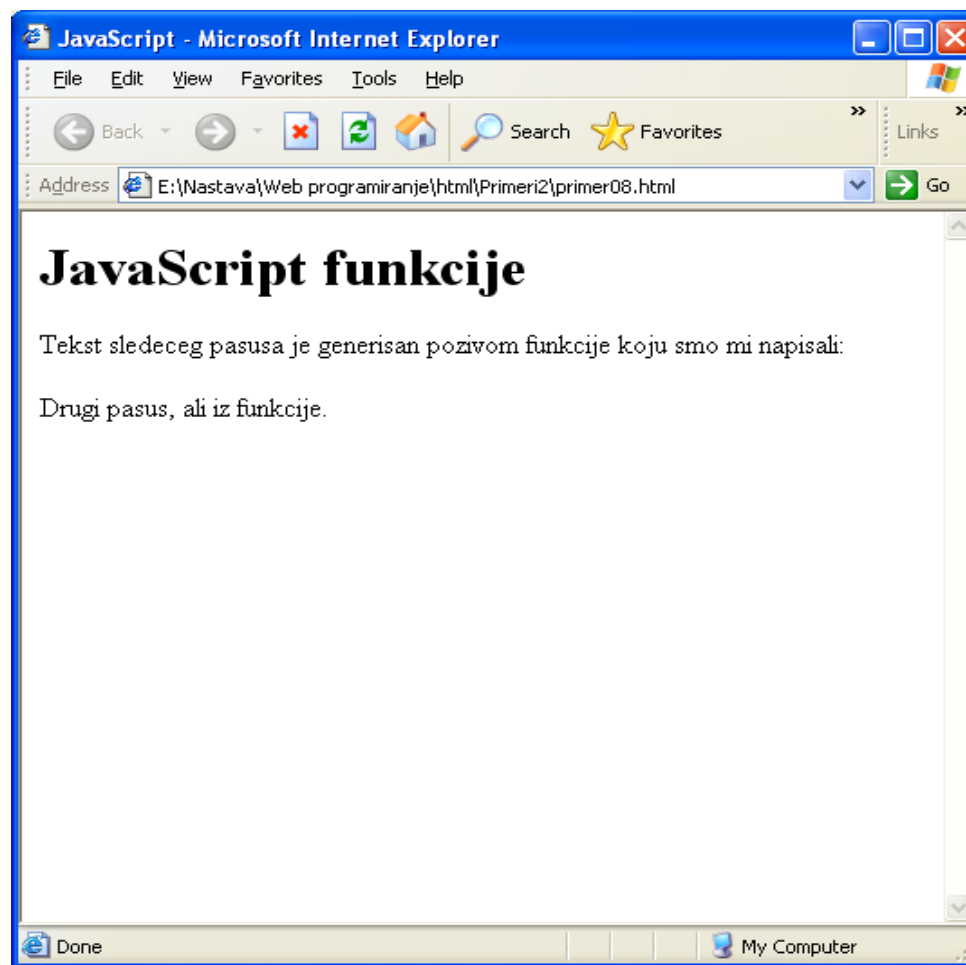 JavaScript - Microsoft Internet Explorer
File Edit View Favorites Tools Help
Back Search Favorites » Links »
Address E:\Nastava\Web programiranje\html\Primeri2\primer08.html Go
JavaScript funkcije
Tekst sledeceg pasusa je generisan pozivom funkcije koju smo mi napisali:
Drugi pasus, ali iz funkcije.
Done My Computer